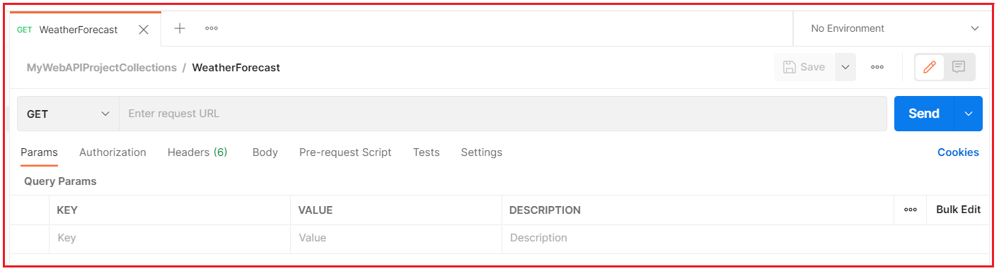 GET WeatherForecast No Environment
MyWebAPIProjectCollections / WeatherForecast Save
GET Enter request URL Send
Params Authorization Headers (6) Body Pre-request Script Tests Settings Cookies
Query Params
KEY VALUE DESCRIPTION Bulk Edit
Key Value Description